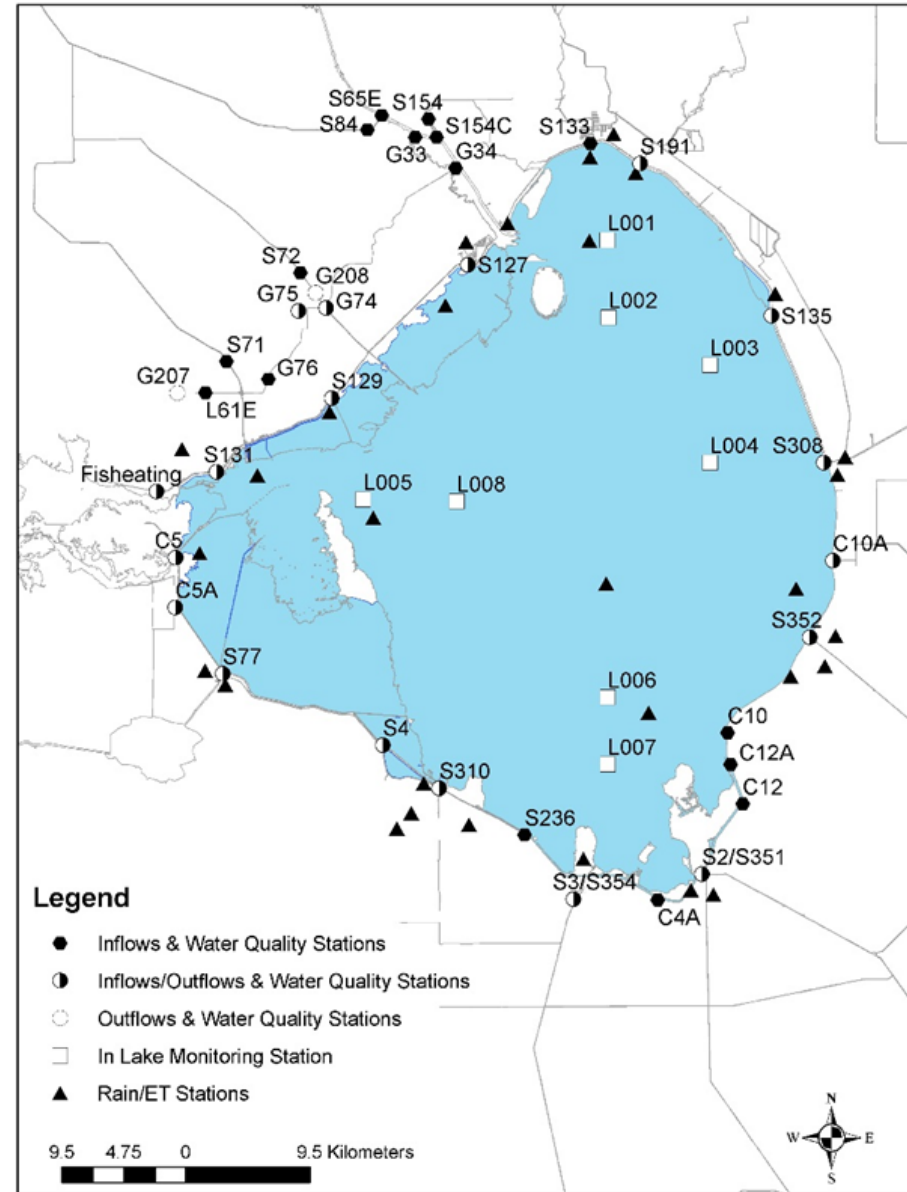 S65E
S154
S84
S154C
G33
G34
S133
S191
L001
S127
S72
G208
G75
G74
L002
S135
S71
L003
G76
G207
S129
L61E
S131
L004
S308
Fisheating
L005
L008
C5
C10A
C5A
S352
S77
L006
C10
S4
L007
C12A
S310
C12
S236
S2/S351
S3/S354
C4A
Legend
Inflows & Water Quality Stations
Inflows/Outflows & Water Quality Stations
Outflows & Water Quality Stations
In Lake Monitoring Station
Rain/ET Stations
9.5 4.75 0 9.5 Kilometers
N
W E
S